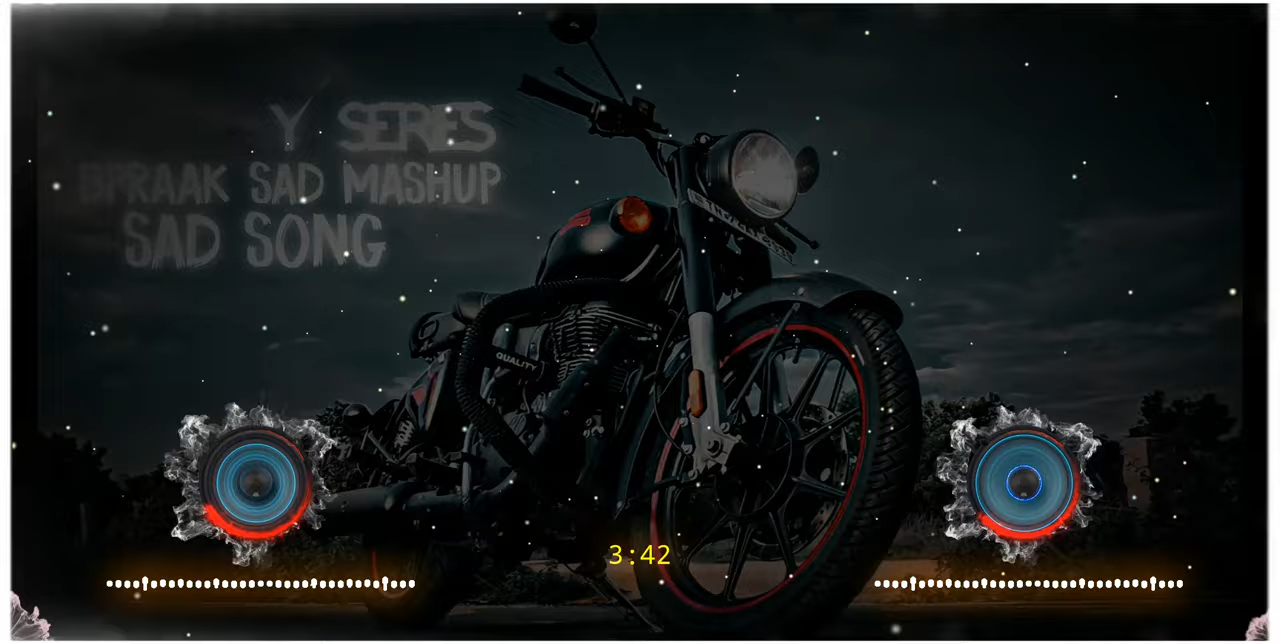 Y SERIES
BPRAAK SAD MASHUP
SAD SONG
QUALITY
3:42